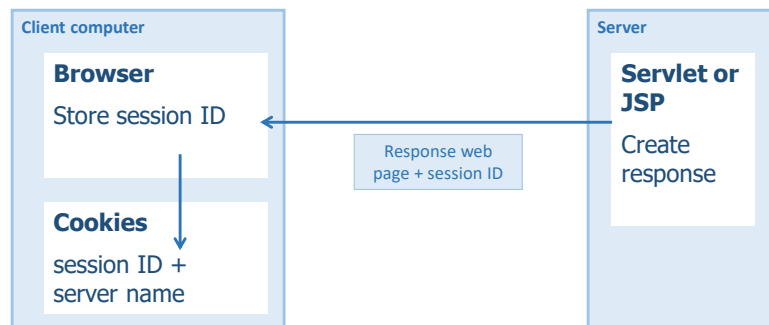 Client computer
Browser
Store session ID
Cookies
session ID +
server name
Response web
page + session ID
Server
Servlet or
JSP
Create
response